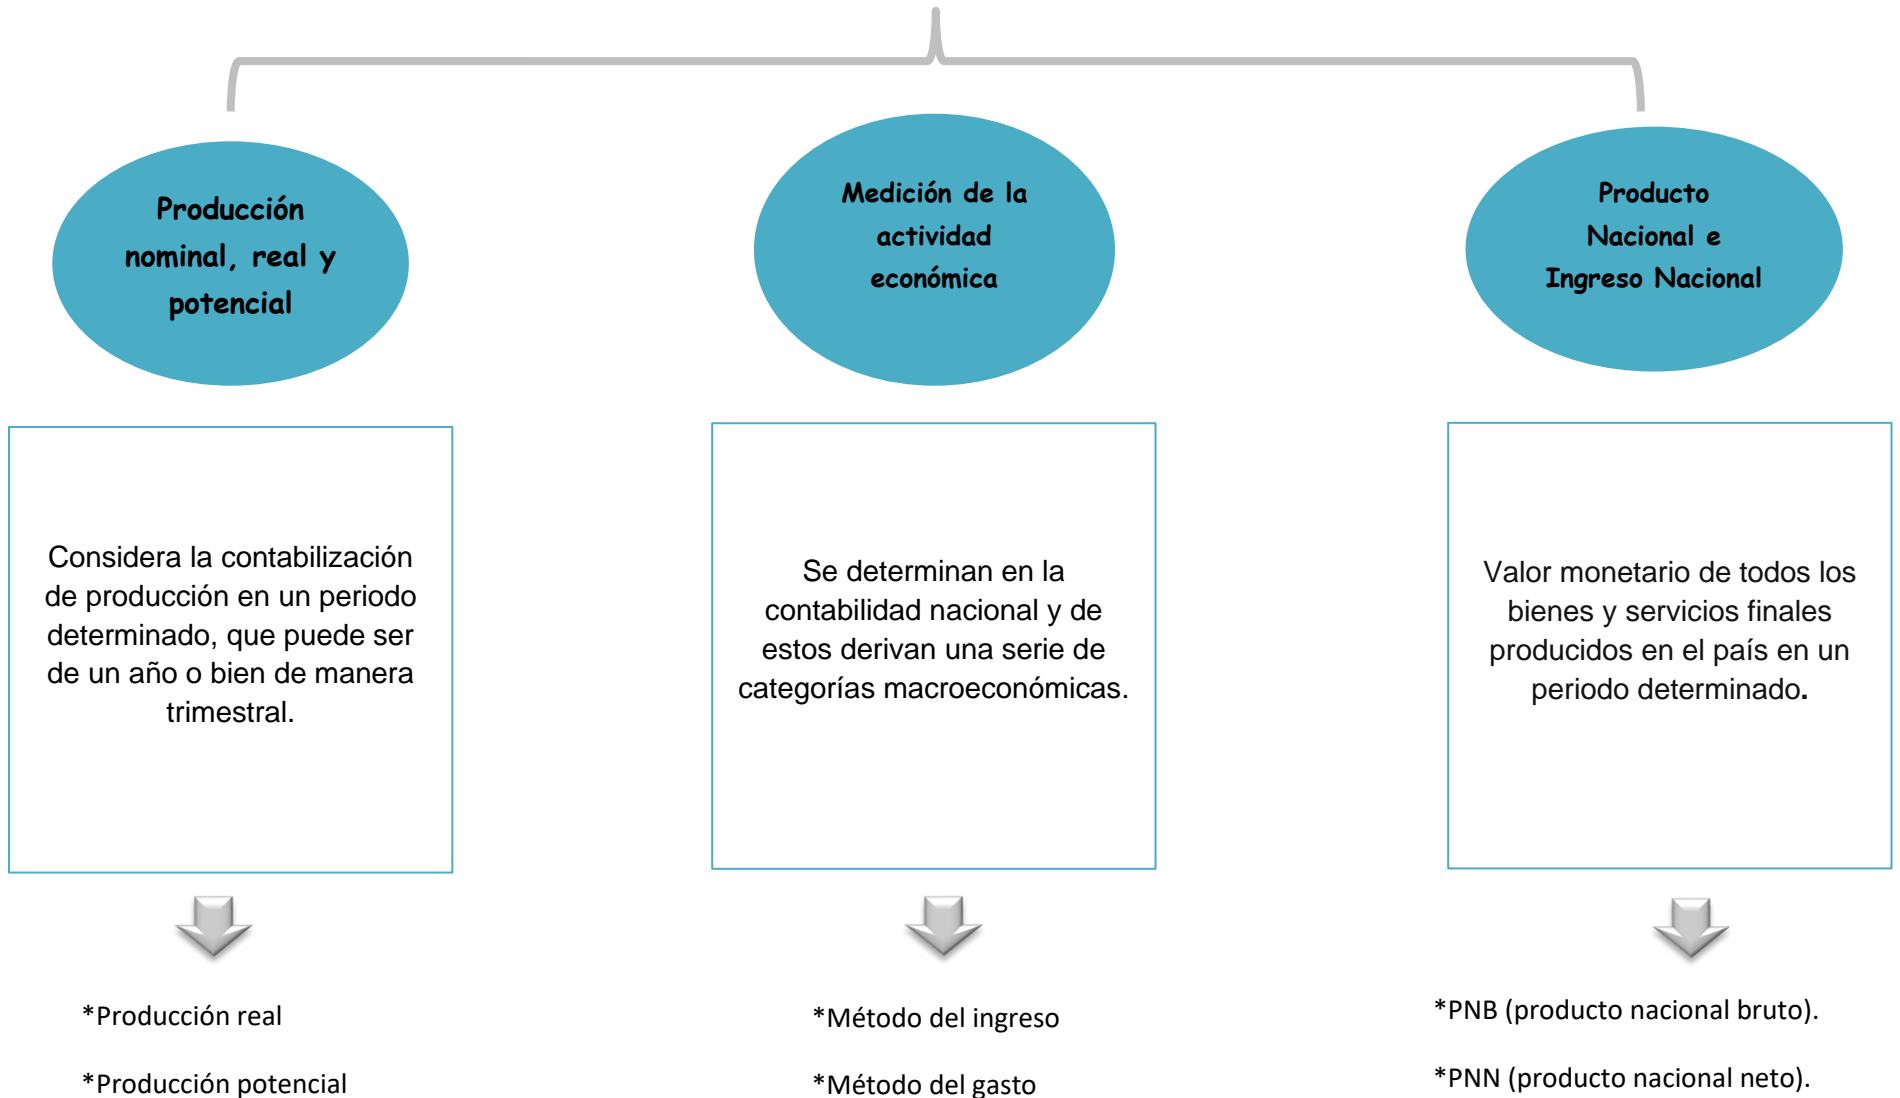 Producción
nominal, real y
potencial
Considera la contabilización
de producción en un periodo
determinado, que puede ser
de un año o bien de manera
trimestral.
*Producción real
*Producción potencial
Medición de la
actividad
económica
Se determinan en la
contabilidad nacional y de
estos derivan una serie de
categorías macroeconómicas.
*Método del ingreso
*Método del gasto
Producto
Nacional e
Ingreso Nacional
Valor monetario de todos los
bienes y servicios finales
producidos en el país en un
periodo determinado.
*PNB (producto nacional bruto).
*PNN (producto nacional neto).